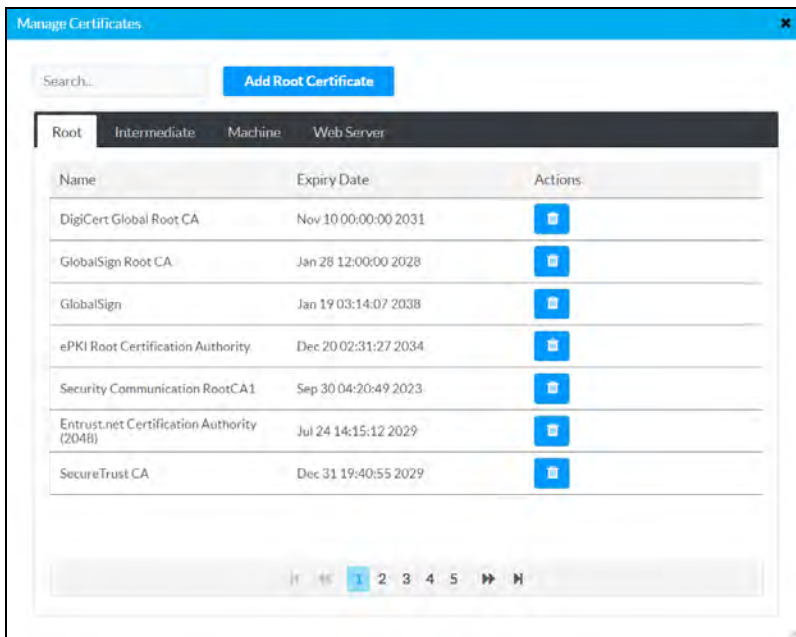 Manage Certificates
Search..
Add Root Certificate
Root Intermediate Machine Web Server
Name Expiry Date Actions
DigiCert Global Root CA Nov 10 00:00:00 2031
GlobalSign Root CA Jan 28 12:00:00 2028
GlobalSign Jan 19 03:14:07 2038
ePKI Root Certification Authority Dec 20 02:31:27 2034
Security Communication RootCA1 Sep 30 04:20:49 2023
Entrust.net Certification Authority
(2048) Jul 24 14:15:12 2029
SecureTrust CA Dec 31 19:40:55 2029
1 2 3 4 5